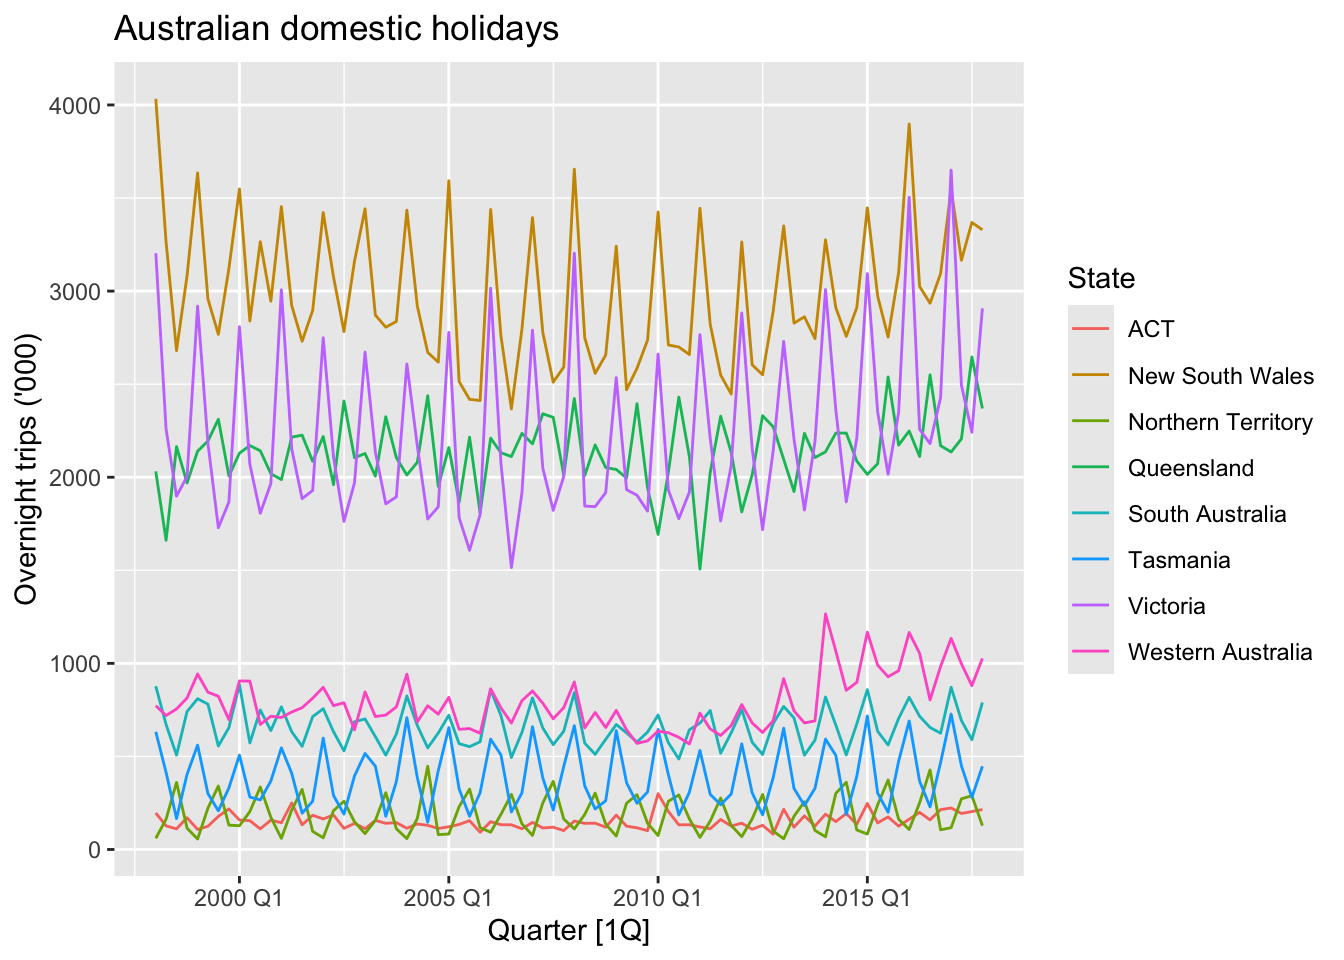 Australian domestic holidays
Overnight trips ('000)
4000
3000
2000
1000
0
2000 Q1
2005 Q1
2010 Q1
2015 Q1
Quarter [1Q]
State
ACT
New South Wales
Northern Territory
Queensland
South Australia
Tasmania
Victoria
Western Australia